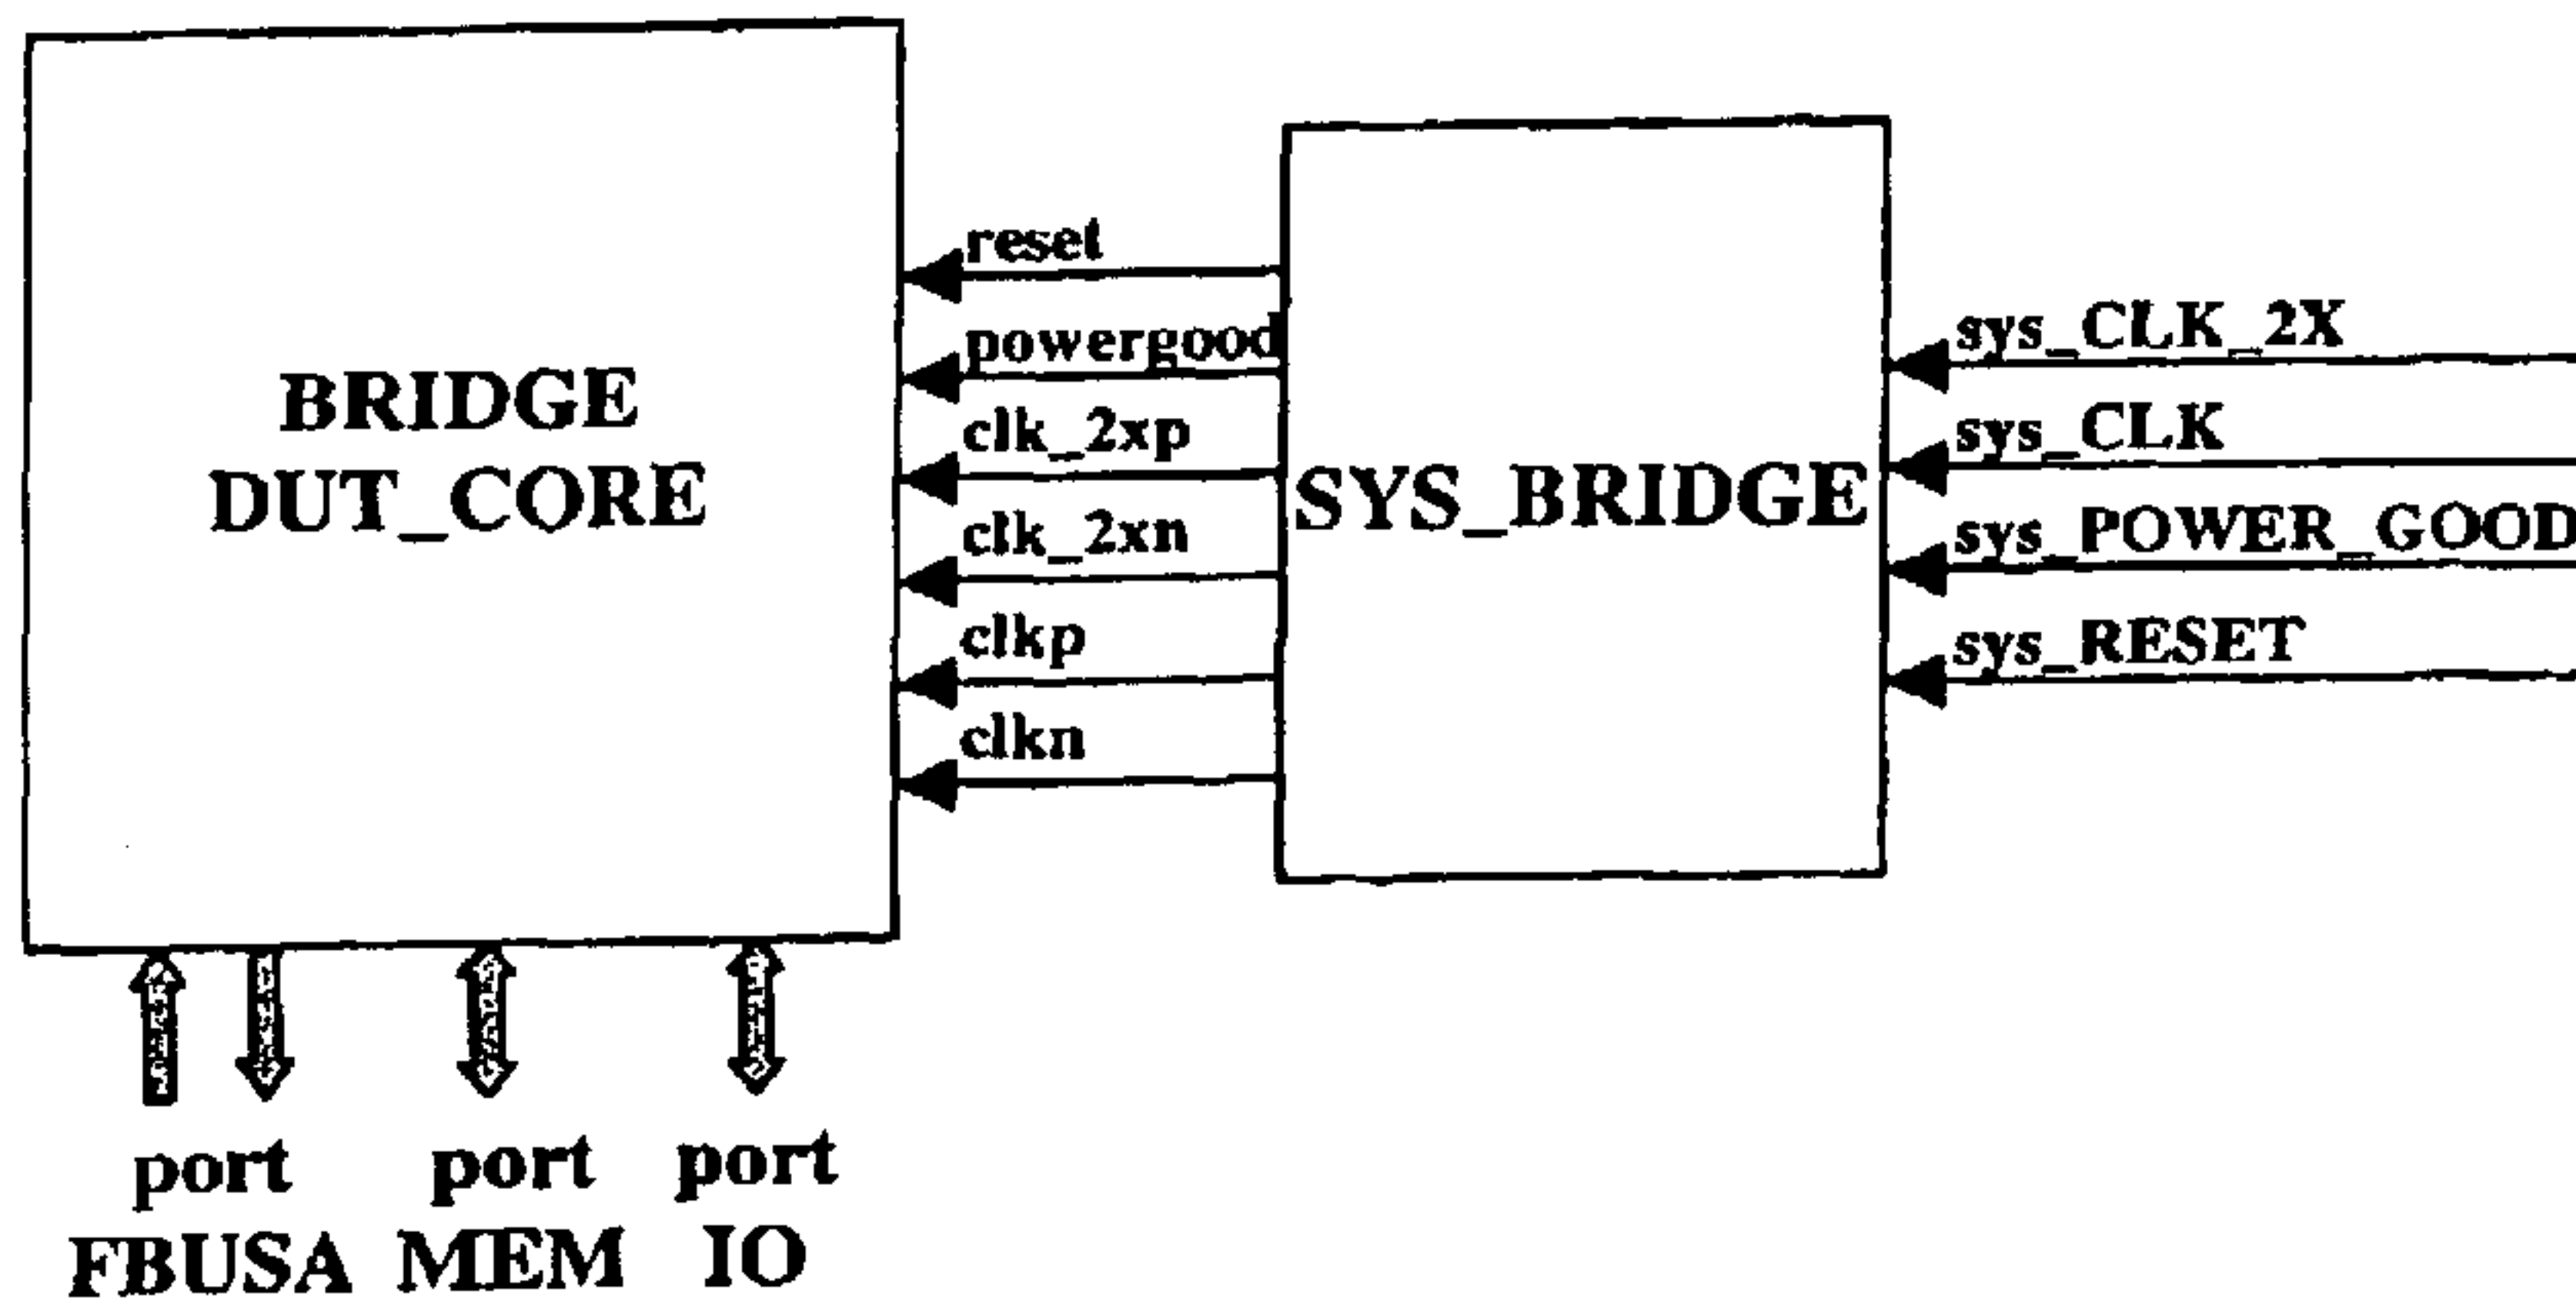 BRIDGE
DUT_CORE
reset
powergood
clk_2xp
clk_2xn
clkp
clkn
SYS_BRIDGE
sys_CLK_2X
sys_CLK
sys_POWER_GOOD
sys_RESET
port
FBUSA
port
MEM
port
IO